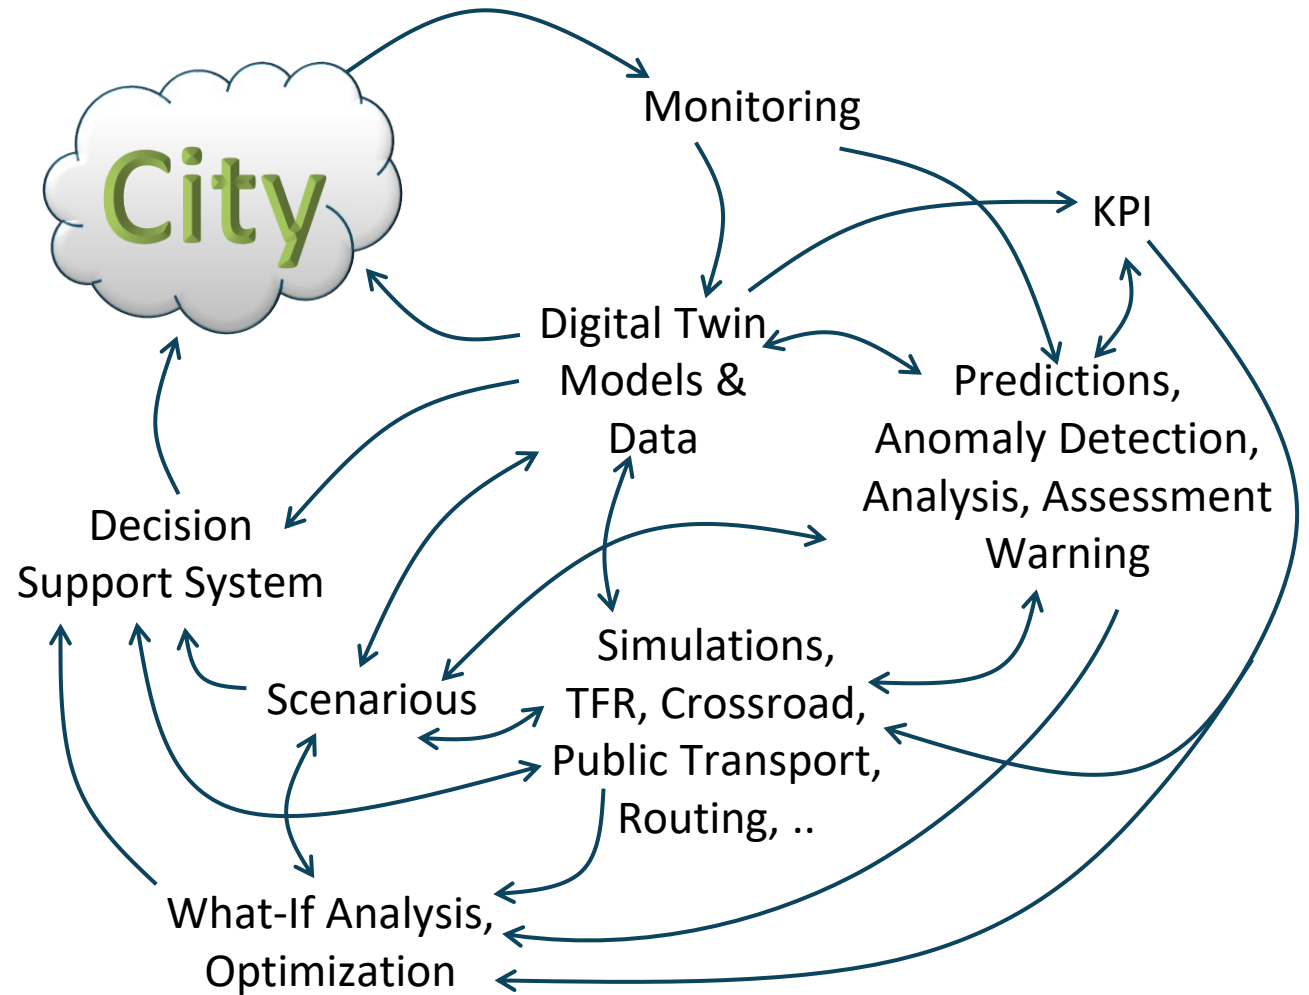 City
Monitoring
KPI
Digital Twin
Models &
Data
Predictions,
Anomaly Detection,
Analysis, Assessment
Warning
Decision
Support System
Scenarious
Simulations,
TFR, Crossroad,
Public Transport,
Routing, ..
What-If Analysis,
Optimization